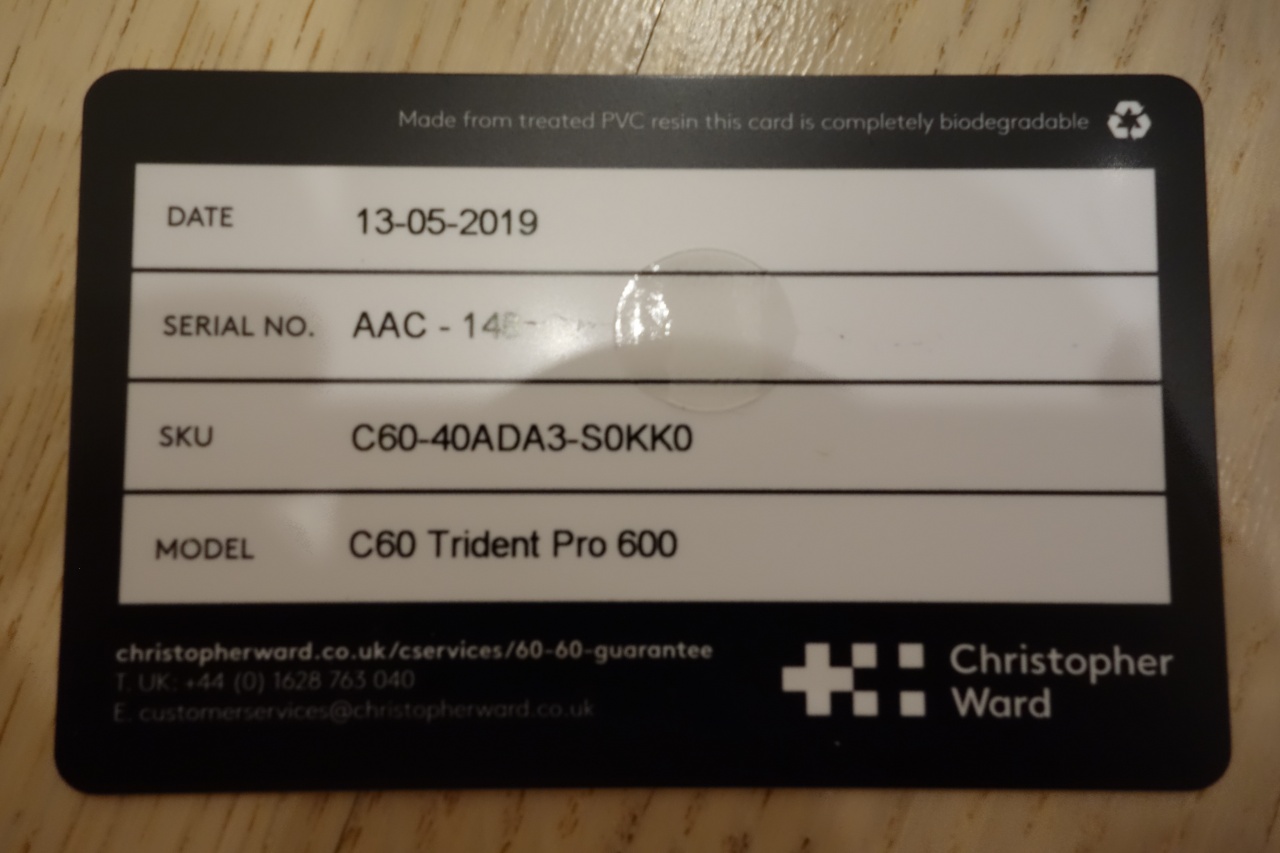 Made from treated PVC resin this card is completely biodegradable
DATE 13-05-2019
SERIAL NO. AAC - 14
SKU C60-40ADA3-S0KK0
MODEL C60 Trident Pro 600
christopherward.co.uk/cservices/60-60-guarantee
T. UK: +44 (0) 1628 763 040
E. customerservices@christopherward.co.uk
Christopher
Ward